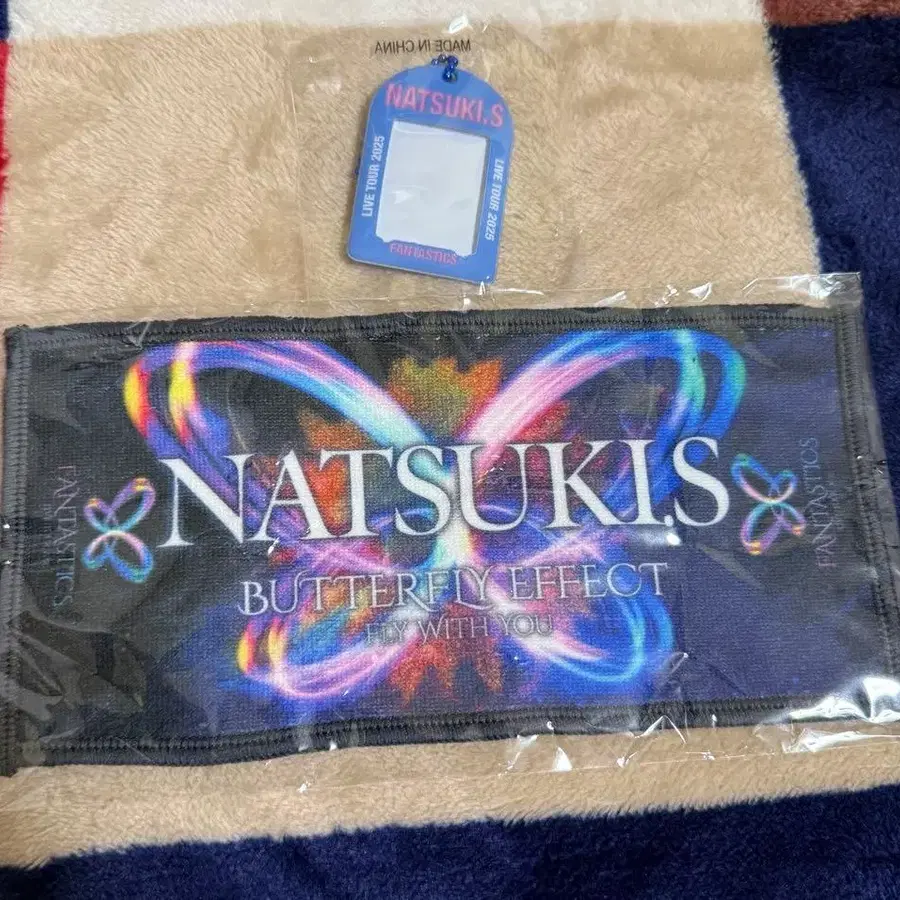 MADE IN CHINA
NATSUKI.S
LIVE TOUR 2025
LIVE TOUR 2025
FANTASTICS
NATSUKI.S
FANTASTICS
FANTASTICS
BUTTERFLY EFFECT
FLY WITH YOU